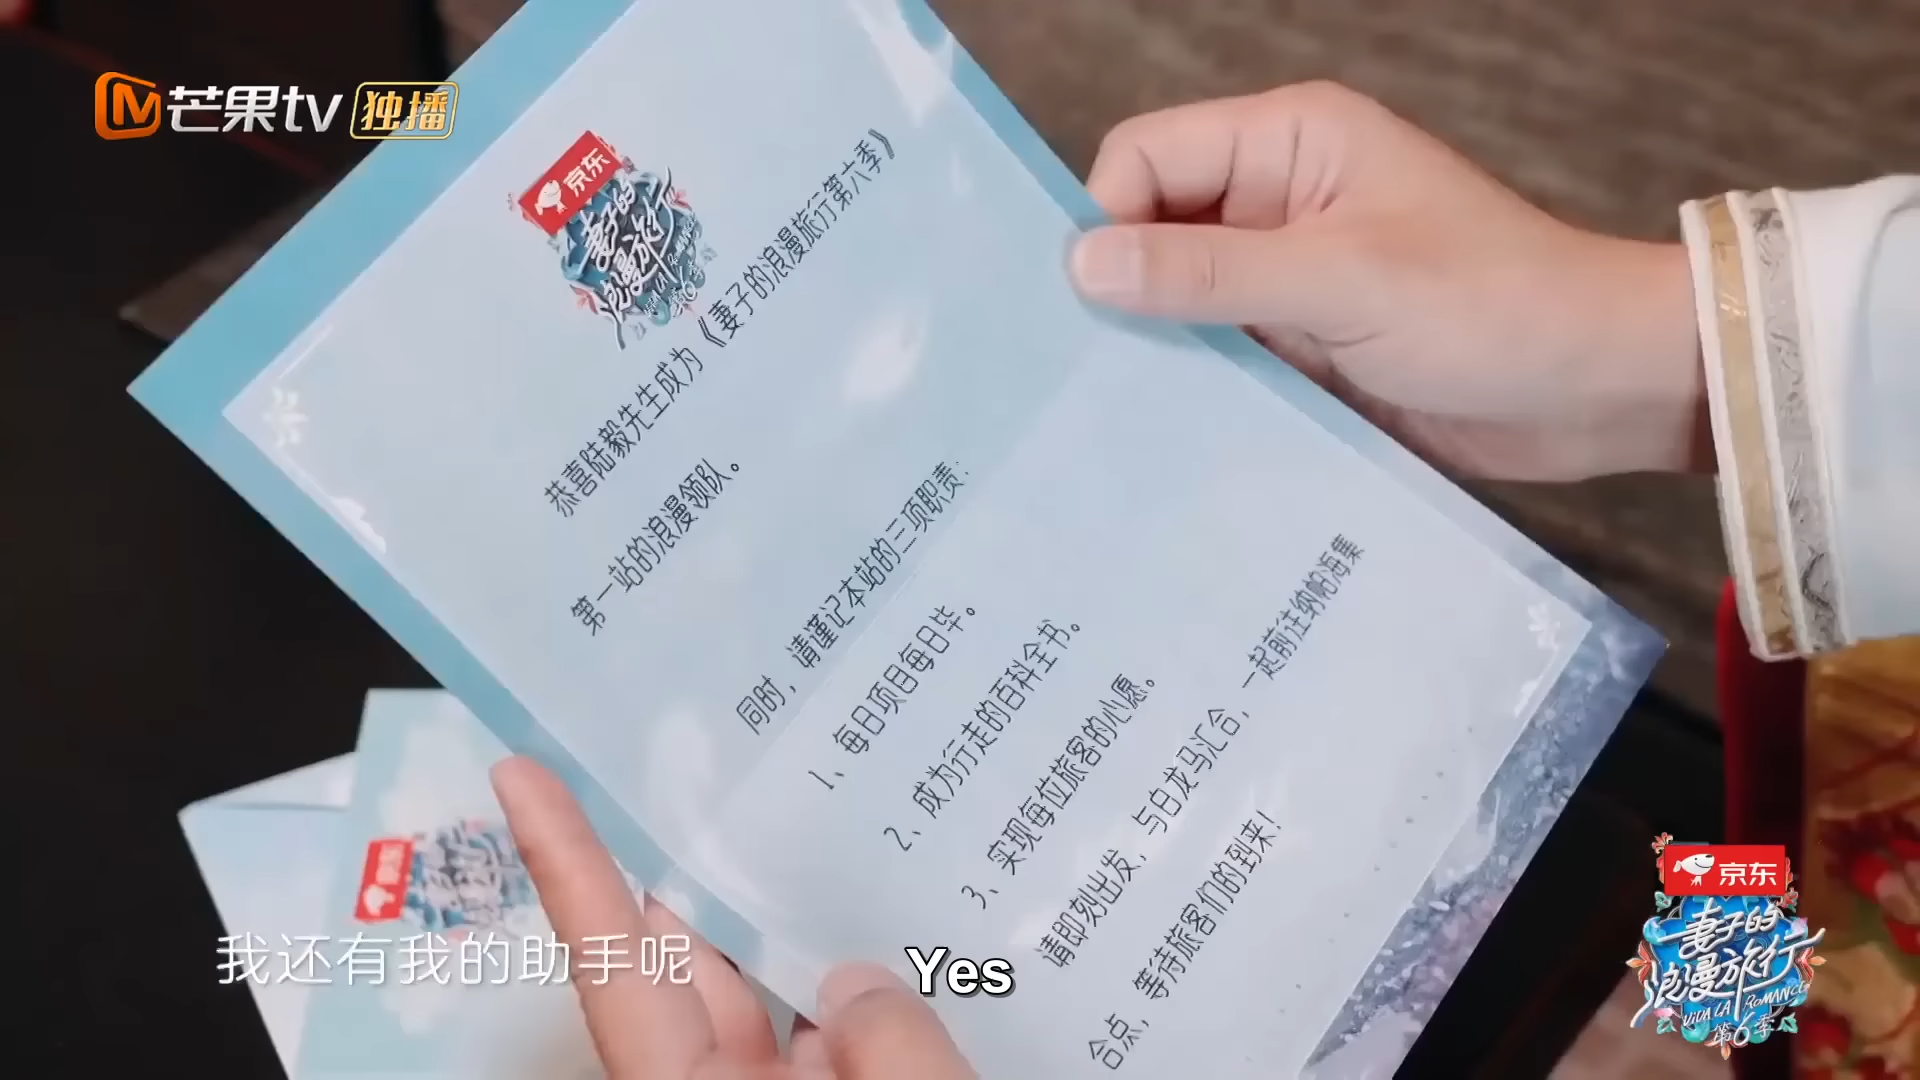 芒果tv 独播
京东
妻子的
浪漫旅行
第6季
恭喜陆毅先生成为《妻子的浪漫旅行第六季》
第一站的浪漫领队。
同时，请谨记本站的三项职责：
1、每日项目每日毕。
2、成为行走的百科全书。
3、实现每位旅客的心愿。
请即刻出发，与白龙马汇合，一起前往纳帕海集
合点，等待旅客们的到来！
我还有我的助手呢
Yes
京东
妻子的
浪漫旅行
VIVA LA ROMANCE
第6季